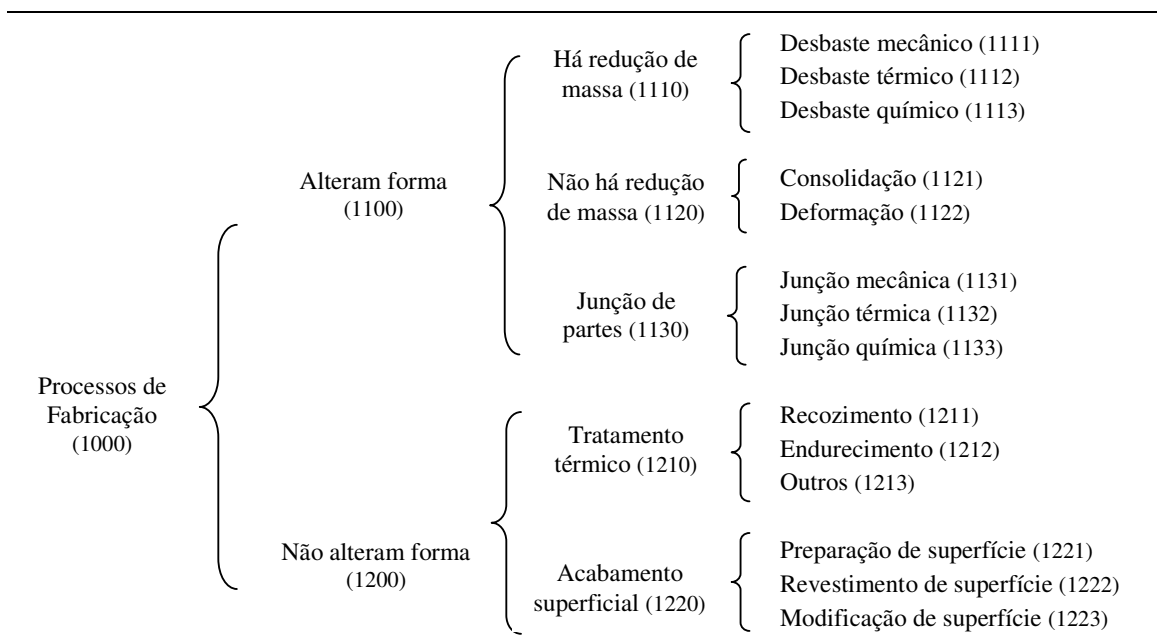 Processos de
Fabricação
(1000)
Alteram forma
(1100)
Há redução de
massa (1110)
Desbaste mecânico (1111)
Desbaste térmico (1112)
Desbaste químico (1113)
Não há redução
de massa (1120)
Consolidação (1121)
Deformação (1122)
Junção de
partes (1130)
Junção mecânica (1131)
Junção térmica (1132)
Junção química (1133)
Não alteram forma
(1200)
Tratamento
térmico (1210)
Recozimento (1211)
Endurecimento (1212)
Outros (1213)
Acabamento
superficial (1220)
Preparação de superfície (1221)
Revestimento de superfície (1222)
Modificação de superfície (1223)